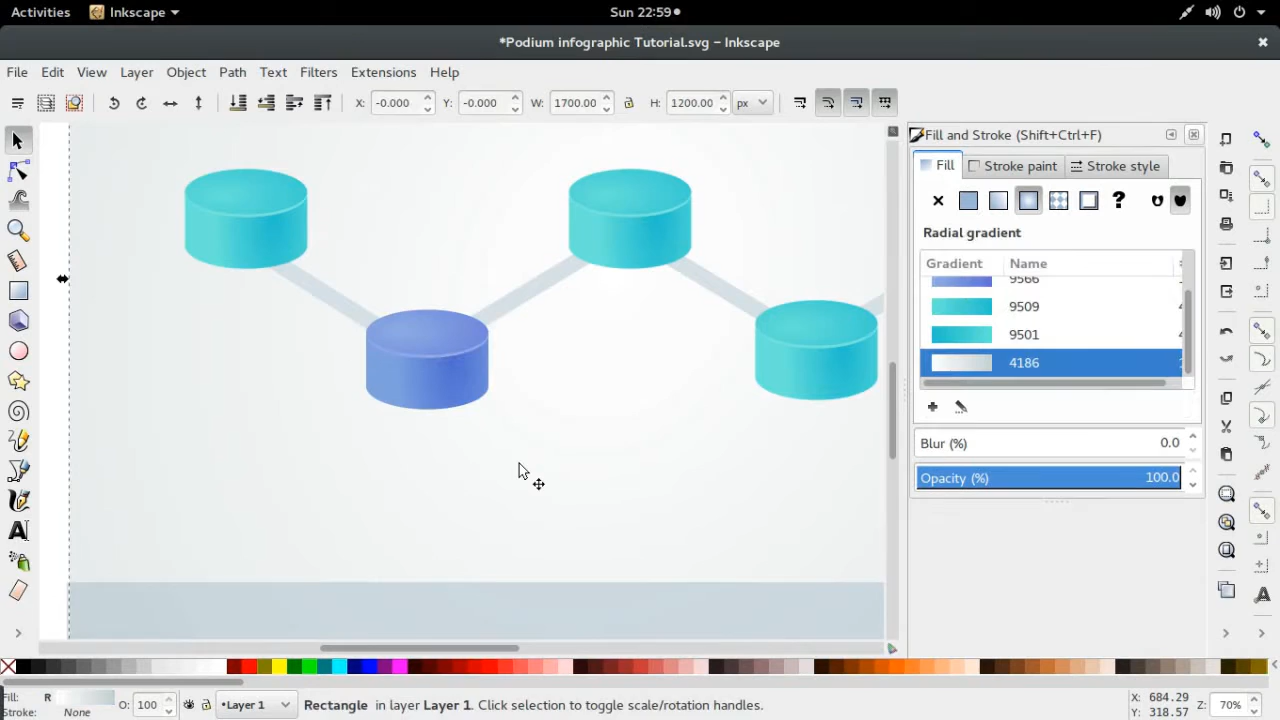 Activities Inkscape Sun 22:59
*Podium infographic Tutorial.svg – Inkscape
File Edit View Layer Object Path Text Filters Extensions Help
X: -0.000 Y: -0.000 W: 1700.00 H: 1200.00 px
Fill and Stroke (Shift+Ctrl+F)
Fill Stroke paint Stroke style
Radial gradient
Gradient Name
9566
9509
9501
4186
Blur (%) 0.0
Opacity (%) 100.0
Fill: R O: 100 •Layer 1 Rectangle in layer Layer 1. Click selection to toggle scale/rotation handles. X: 684.29 Z: 70%
Stroke: None Y: 318.57